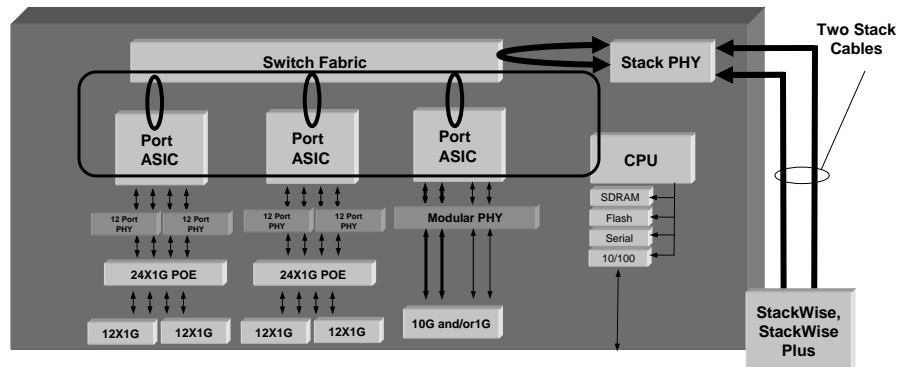 Two Stack
Cables
Switch Fabric
Stack PHY
Port
ASIC
Port
ASIC
Port
ASIC
CPU
SDRAM
Flash
Serial
10/100
12 Port
PHY
12 Port
PHY
12 Port
PHY
12 Port
PHY
Modular PHY
24X1G POE
24X1G POE
12X1G
12X1G
12X1G
12X1G
10G and/or1G
StackWise,
StackWise
Plus